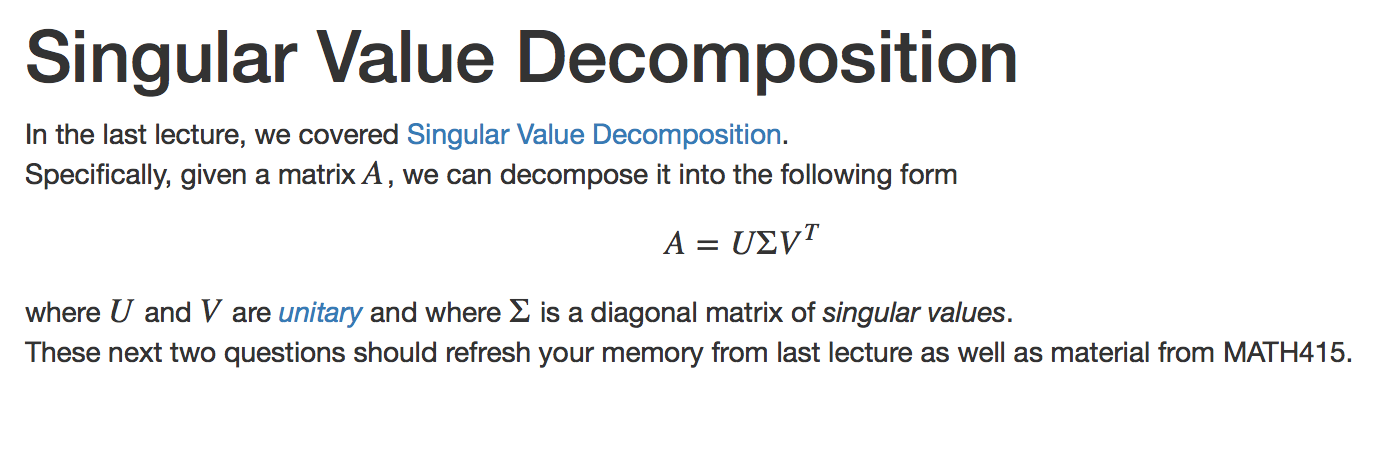 Singular Value Decomposition
In the last lecture, we covered Singular Value Decomposition.
Specifically, given a matrix A, we can decompose it into the following form
A = UΣVᵀ
where U and V are unitary and where Σ is a diagonal matrix of singular values.
These next two questions should refresh your memory from last lecture as well as material from MATH415.